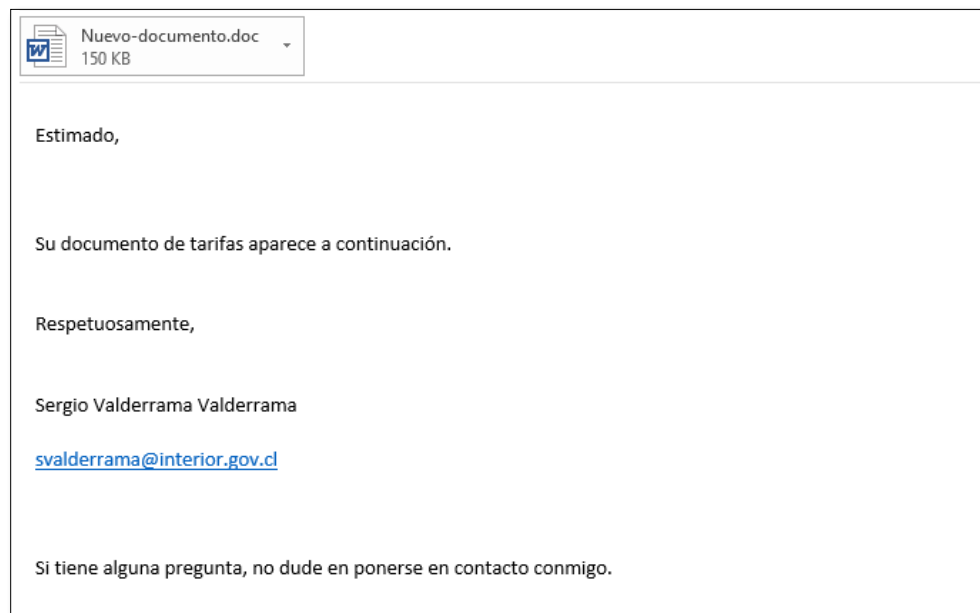 Nuevo-documento.doc
150 KB
Estimado,
Su documento de tarifas aparece a continuación.
Respetuosamente,
Sergio Valderrama Valderrama
svalderrama@interior.gov.cl
Si tiene alguna pregunta, no dude en ponerse en contacto conmigo.